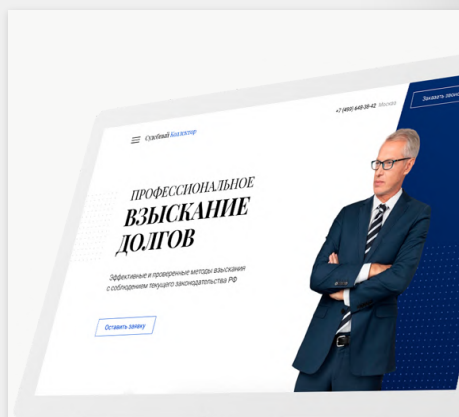 +7 (499) 649-38-42 Москва
Заказать звонок
Судебный Коллектор
ПРОФЕССИОНАЛЬНОЕ
ВЗЫСКАНИЕ
ДОЛГОВ
Эффективные и проверенные методы взыскания
с соблюдением текущего законодательства РФ
Оставить заявку